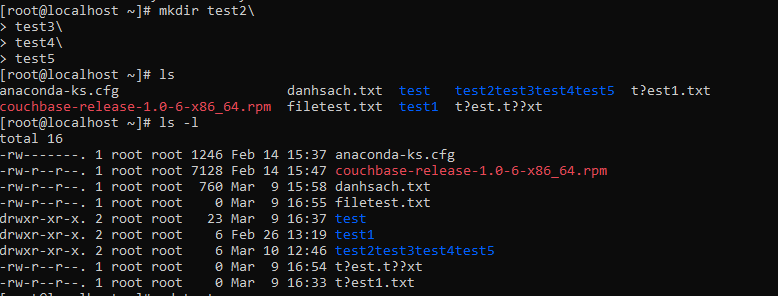 [root@localhost ~]# mkdir test2\
> test3\
> test4\
> test5
[root@localhost ~]# ls
anaconda-ks.cfg                      danhsach.txt  test   test2test3test4test5  t?est1.txt
couchbase-release-1.0-6-x86_64.rpm  filetest.txt  test1  t?est.t??xt
[root@localhost ~]# ls -l
total 16
-rw-------. 1 root root 1246 Feb 14 15:37 anaconda-ks.cfg
-rw-r--r--. 1 root root 7128 Feb 14 15:47 couchbase-release-1.0-6-x86_64.rpm
-rw-r--r--. 1 root root  760 Mar  9 15:58 danhsach.txt
-rw-r--r--. 1 root root    0 Mar  9 16:55 filetest.txt
drwxr-xr-x. 2 root root   23 Mar  9 16:37 test
drwxr-xr-x. 2 root root    6 Feb 26 13:19 test1
drwxr-xr-x. 2 root root    6 Mar 10 12:46 test2test3test4test5
-rw-r--r--. 1 root root    0 Mar  9 16:54 t?est.t??xt
-rw-r--r--. 1 root root    0 Mar  9 16:33 t?est1.txt